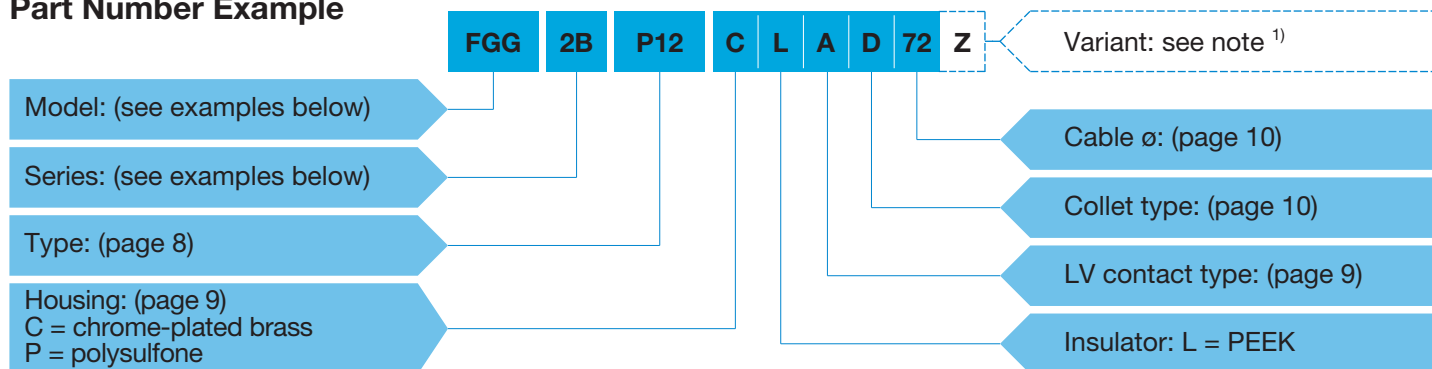 Part Number Example
FGG 2B P12 C L A D 72 Z
Variant: see note 1)
Model: (see examples below)
Series: (see examples below)
Type: (page 8)
Housing: (page 9)
C = chrome-plated brass
P = polysulfone
Cable ø: (page 10)
Collet type: (page 10)
LV contact type: (page 9)
Insulator: L = PEEK